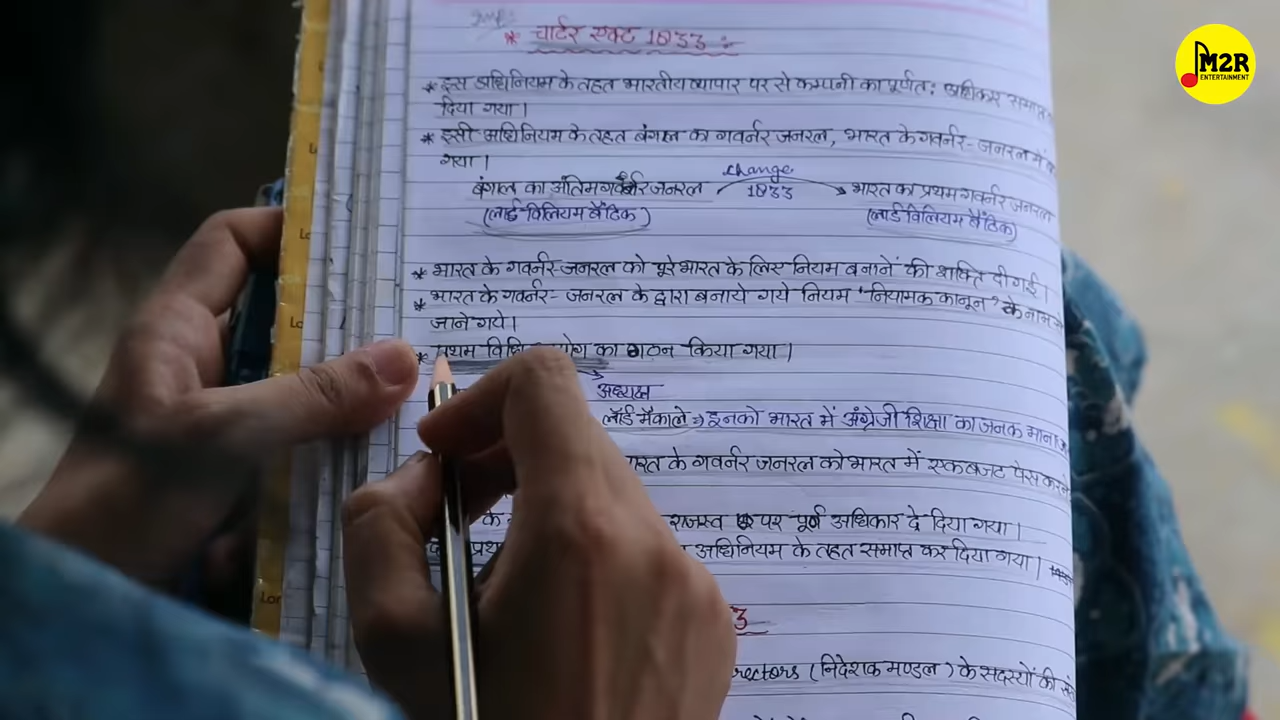 * चार्टर एक्ट 1833 :-
* इस अधिनियम के तहत भारतीय व्यापार पर से कम्पनी का पूर्णत: अधिकार
दिया गया।
* इसी अधिनियम के तहत बंगाल का गवर्नर जनरल, भारत के गवर्नर-जनरल में
गया।
change
बंगाल का अंतिम गवर्नर जनरल 1833 भारत का प्रथम गवर्नर जनरल
(लार्ड विलियम बैंटिक) (लार्ड विलियम बैंटिक)
* भारत के गवर्नर-जनरल को पूरे भारत के लिए नियम बनाने की शक्ति दी गई।
* भारत के गवर्नर-जनरल के द्वारा बनाये गये नियम 'नियामक कानून' के नाम
जाने गये।
* प्रथम का गठन किया गया।
अध्यक्ष
लॉर्ड मैकाले => इनको भारत में अंग्रेजी शिक्षा का जनक
के गवर्नर जनरल को भारत में एक बजट पेस
के राजस्व पर पूर्ण अधिकार दे दिया गया।
अधिनियम के तहत समाप्त कर दिया गया।
3
(निदेशक मण्डल) के सदस्यों की
M2R
ENTERTAINMENT